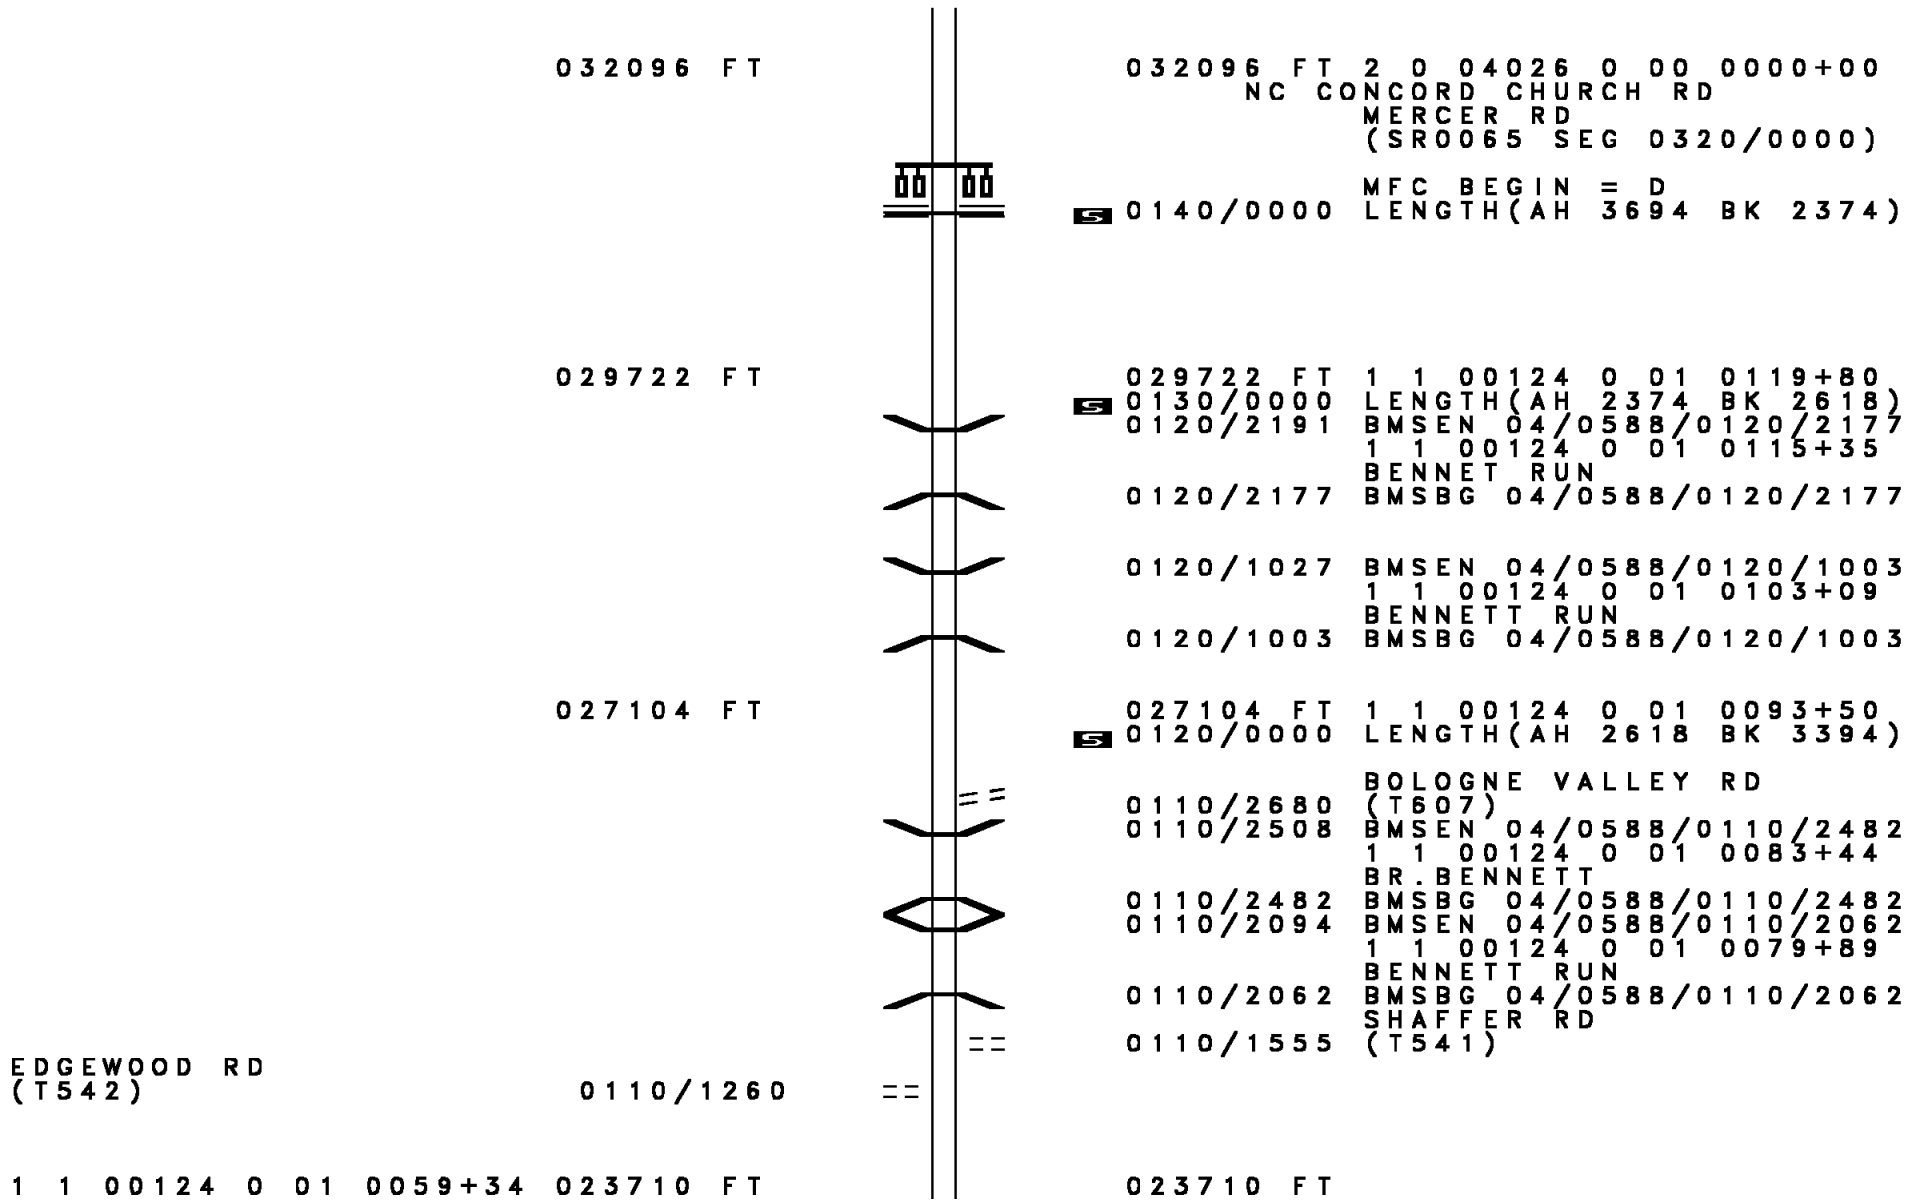 032096 FT 032096 FT 2 0 04026 0 00 0000+00
NC CONCORD CHURCH RD
MERCER RD
(SR0065 SEG 0320/0000)
MFC BEGIN = D
S 0140/0000 LENGTH(AH 3694 BK 2374)
029722 FT 029722 FT 1 1 00124 0 01 0119+80
S 0130/0000 LENGTH(AH 2374 BK 2618)
0120/2191 BMSEN 04/0588/0120/2177
1 1 00124 0 01 0115+35
BENNET RUN
0120/2177 BMSBG 04/0588/0120/2177
0120/1027 BMSEN 04/0588/0120/1003
1 1 00124 0 01 0103+09
BENNETT RUN
0120/1003 BMSBG 04/0588/0120/1003
027104 FT 027104 FT 1 1 00124 0 01 0093+50
S 0120/0000 LENGTH(AH 2618 BK 3394)
BOLOGNE VALLEY RD
0110/2680 (T607)
0110/2508 BMSEN 04/0588/0110/2482
1 1 00124 0 01 0083+44
BR.BENNETT
0110/2482 BMSBG 04/0588/0110/2482
0110/2094 BMSEN 04/0588/0110/2062
1 1 00124 0 01 0079+89
BENNETT RUN
0110/2062 BMSBG 04/0588/0110/2062
SHAFFER RD
0110/1555 (T541)
EDGEWOOD RD
(T542) 0110/1260
1 1 00124 0 01 0059+34 023710 FT 023710 FT